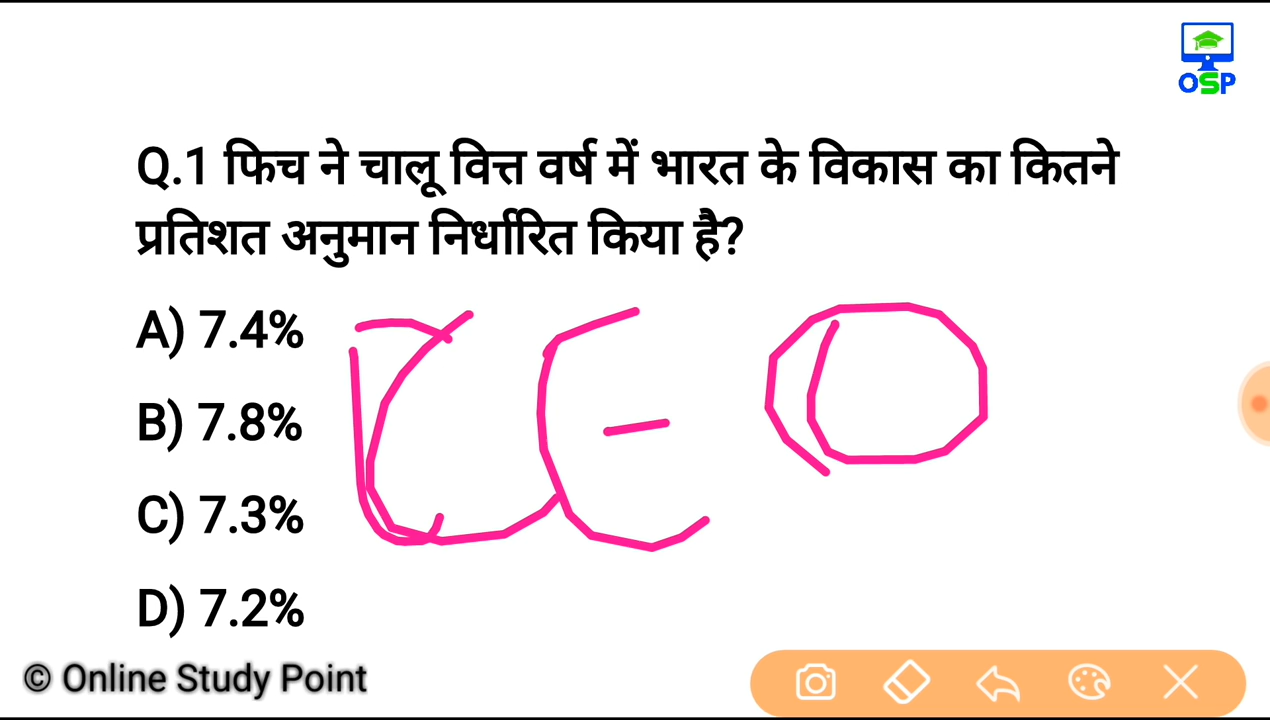 OSP
Q.1 फिच ने चालू वित्त वर्ष में भारत के विकास का कितने
प्रतिशत अनुमान निर्धारित किया है?
A) 7.4%
B) 7.8%
C) 7.3%
D) 7.2%
© Online Study Point